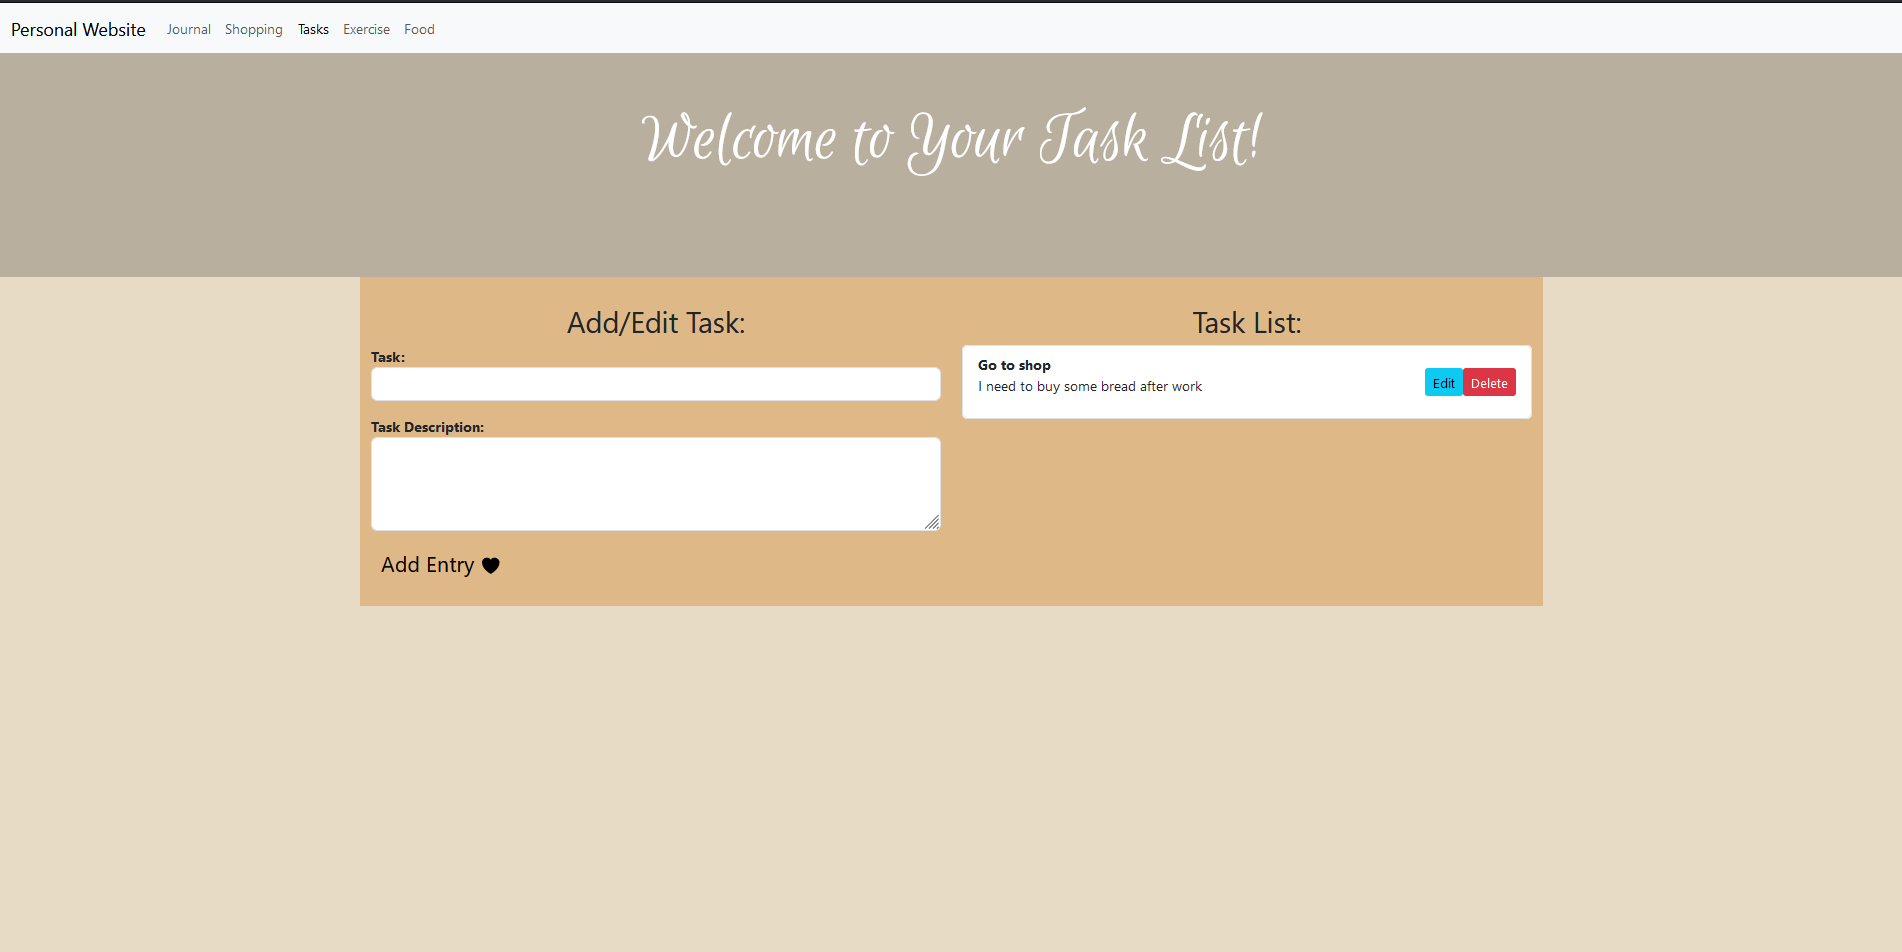 Personal Website Journal Shopping Tasks Exercise Food
Welcome to Your Task List!
Add/Edit Task:
Task:
Task Description:
Add Entry
Task List:
Go to shop
I need to buy some bread after work
Edit Delete